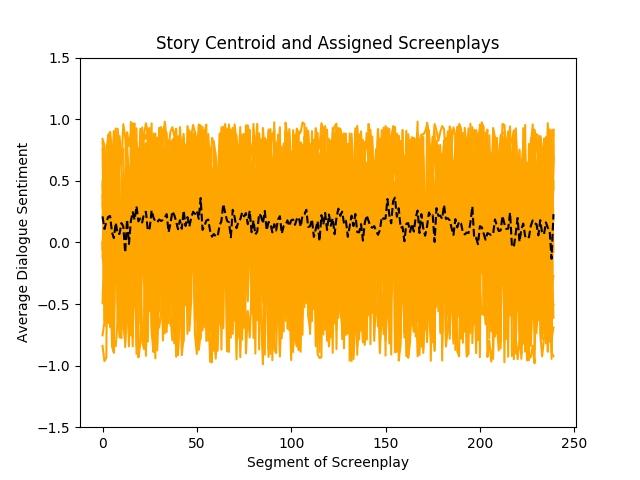 Story Centroid and Assigned Screenplays
1.5
1.0
0.5
0.0
−0.5
−1.0
−1.5
Average Dialogue Sentiment
0 50 100 150 200 250
Segment of Screenplay